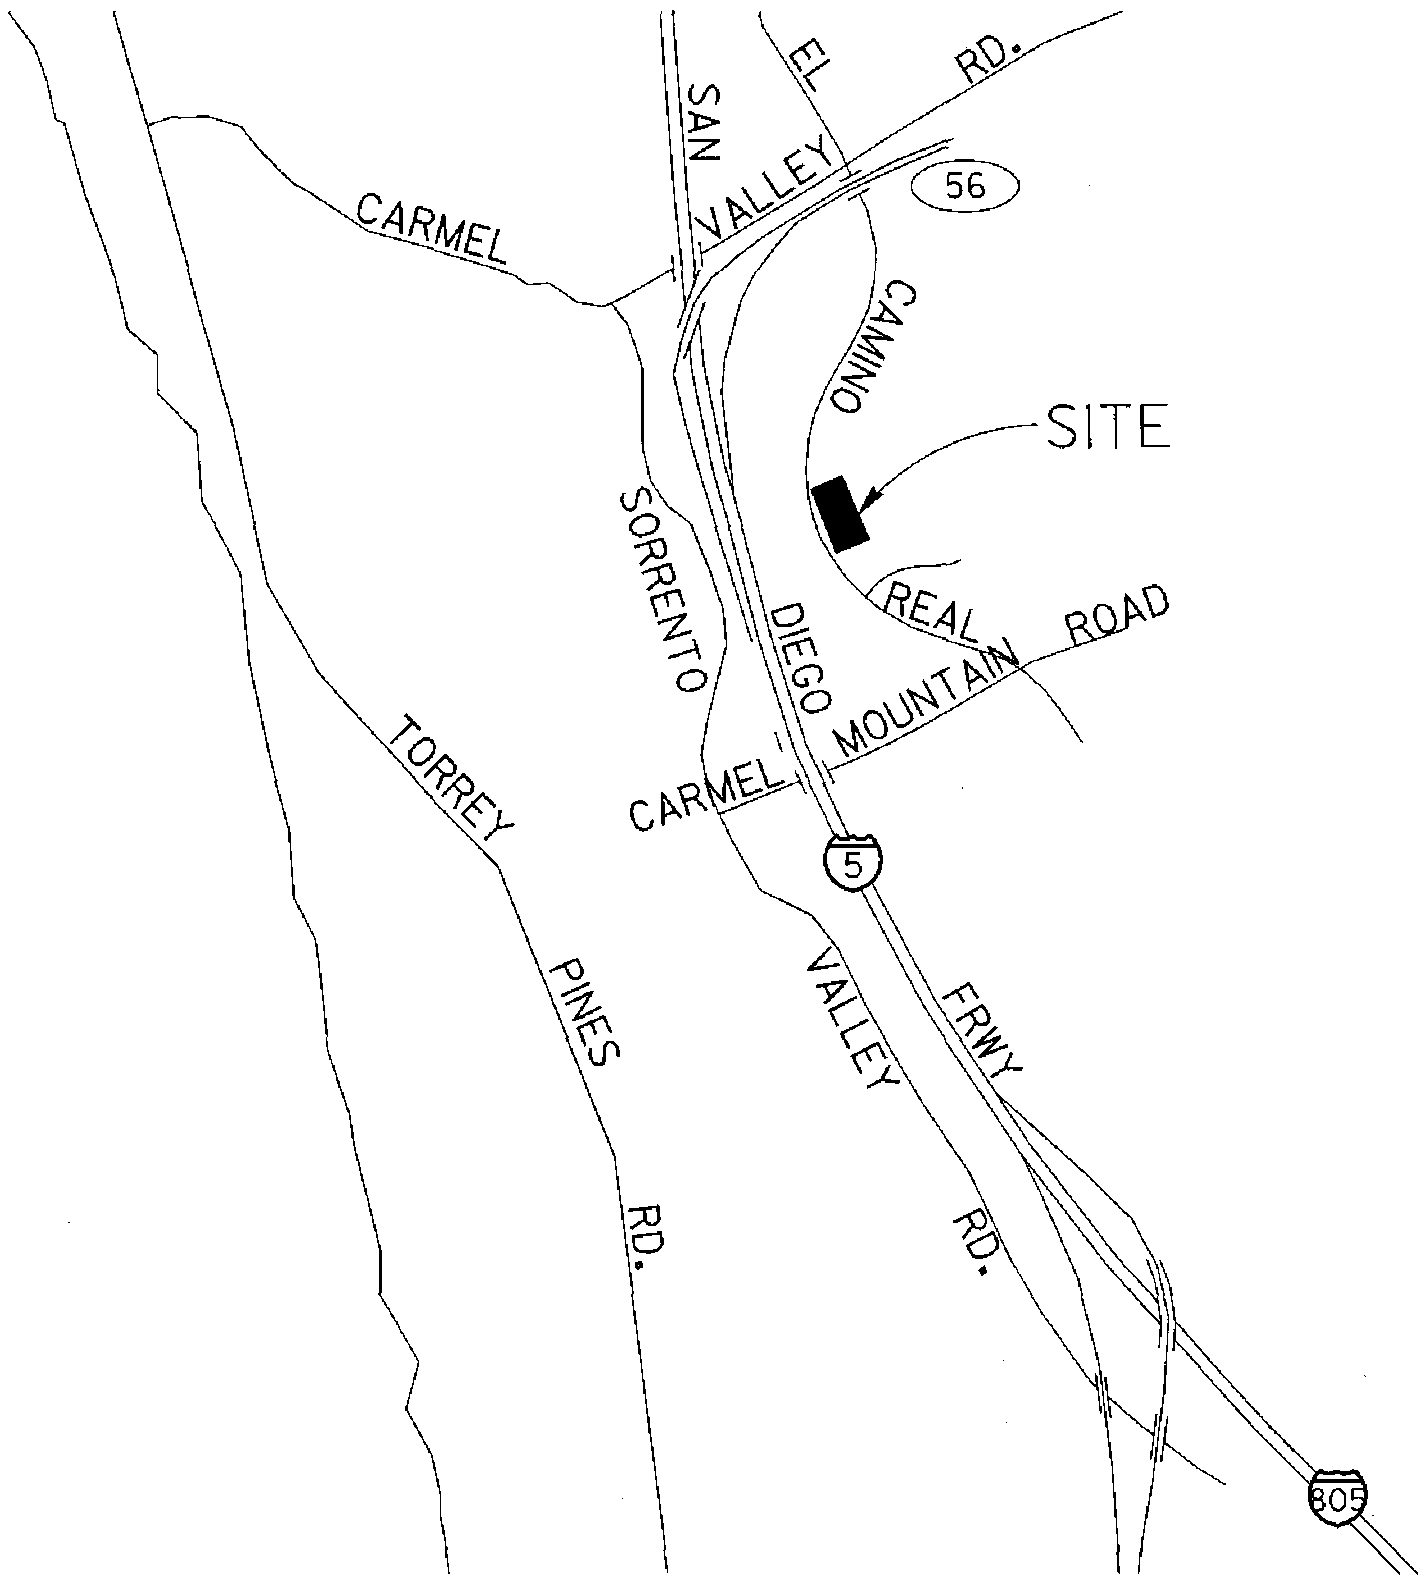 EL
RD.
SAN
VALLEY
56
CARMEL
CAMINO
SITE
SORRENTO
REAL
ROAD
DIEGO
MOUNTAIN
TORREY
CARMEL
5
PINES
VALLEY
FRWY
RD.
RD.
805